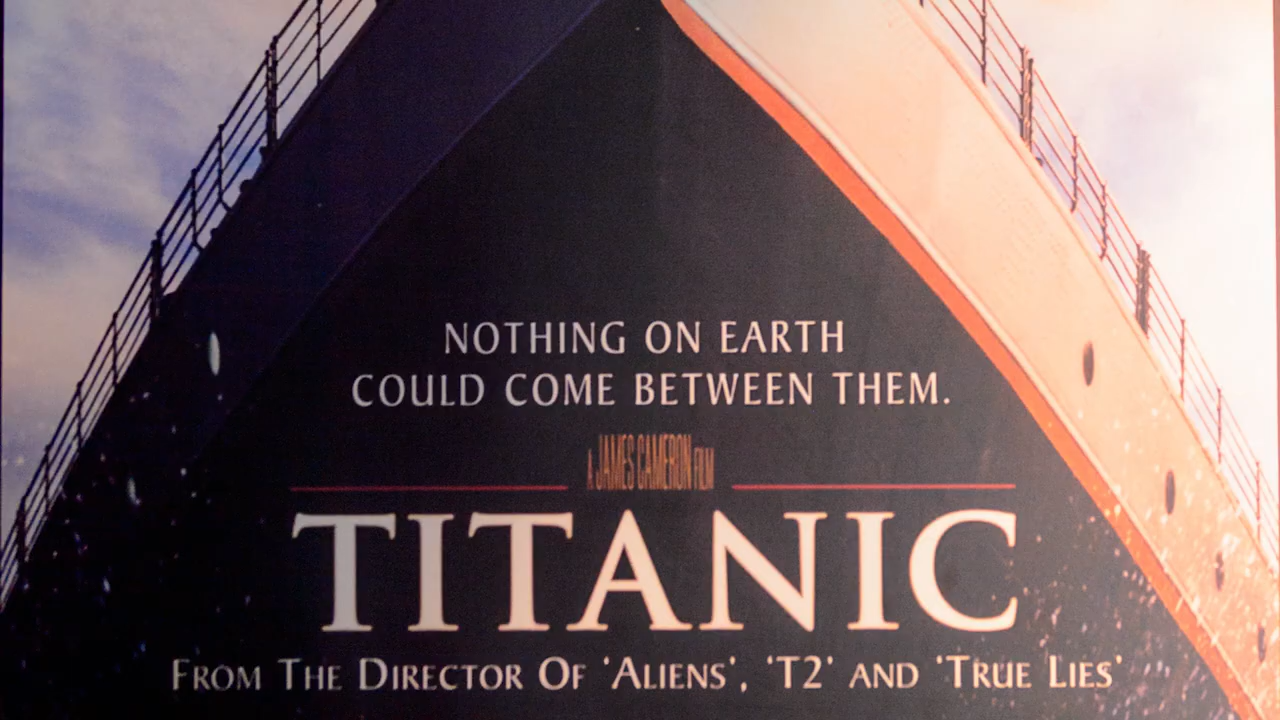 NOTHING ON EARTH
COULD COME BETWEEN THEM.
A JAMES CAMERON FILM
TITANIC
FROM THE DIRECTOR OF 'ALIENS', 'T2' AND 'TRUE LIES'